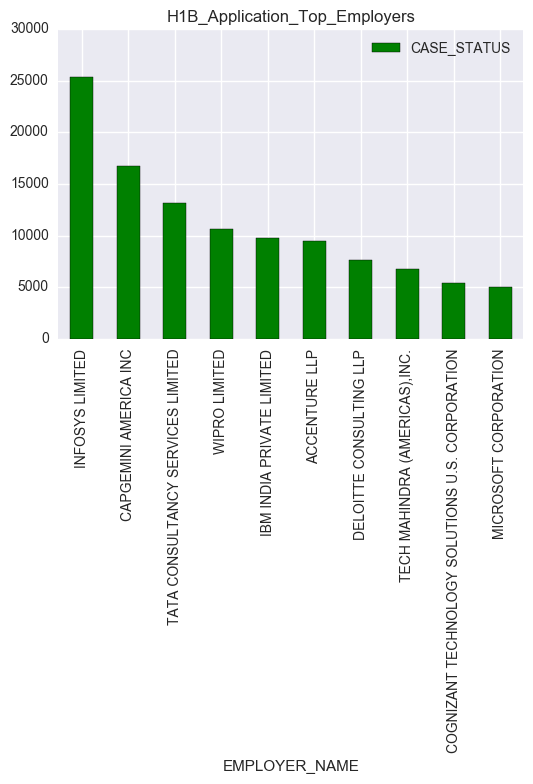 H1B_Application_Top_Employers
30000
25000
20000
15000
10000
5000
0
CASE_STATUS
INFOSYS LIMITED
CAPGEMINI AMERICA INC
TATA CONSULTANCY SERVICES LIMITED
WIPRO LIMITED
IBM INDIA PRIVATE LIMITED
ACCENTURE LLP
DELOITTE CONSULTING LLP
TECH MAHINDRA (AMERICAS),INC.
COGNIZANT TECHNOLOGY SOLUTIONS U.S. CORPORATION
MICROSOFT CORPORATION
EMPLOYER_NAME